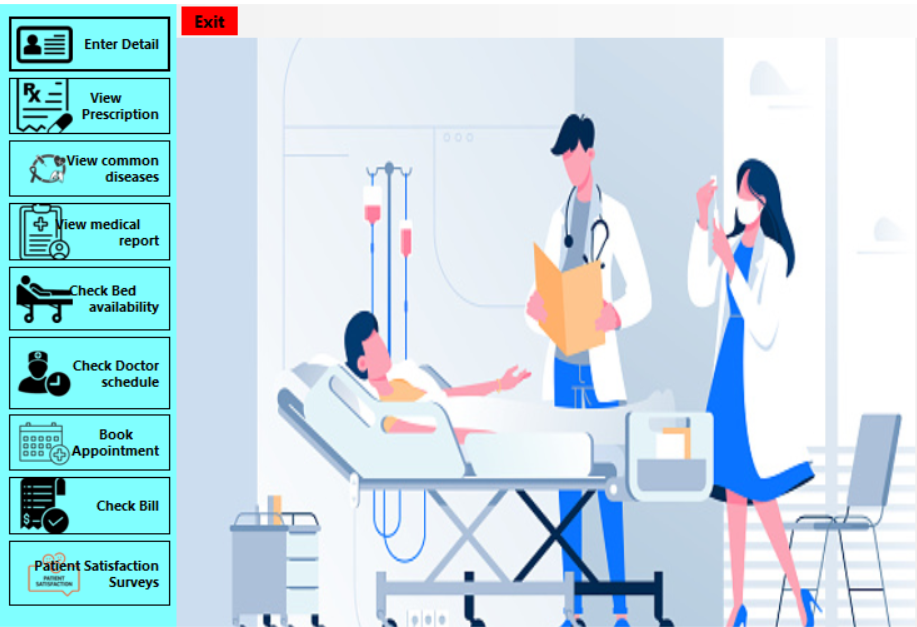 Exit
Enter Detail
View
Prescription
View common
diseases
View medical
report
Check Bed
availability
Check Doctor
schedule
Book
Appointment
Check Bill
Patient Satisfaction
Surveys
PATIENT
SATISFACTION